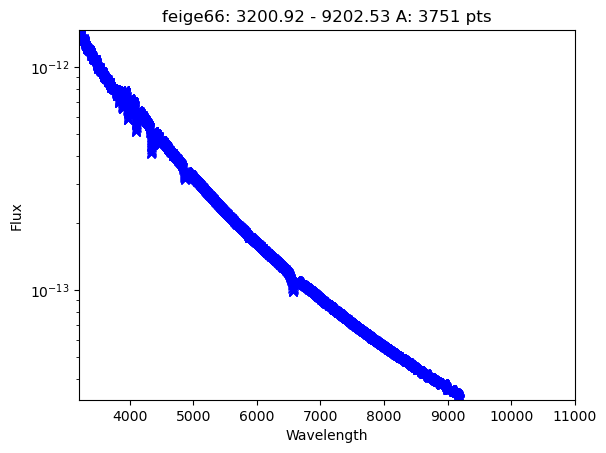 feige66: 3200.92 - 9202.53 A: 3751 pts
10⁻¹²
10⁻¹³
Flux
4000 5000 6000 7000 8000 9000 10000 11000
Wavelength